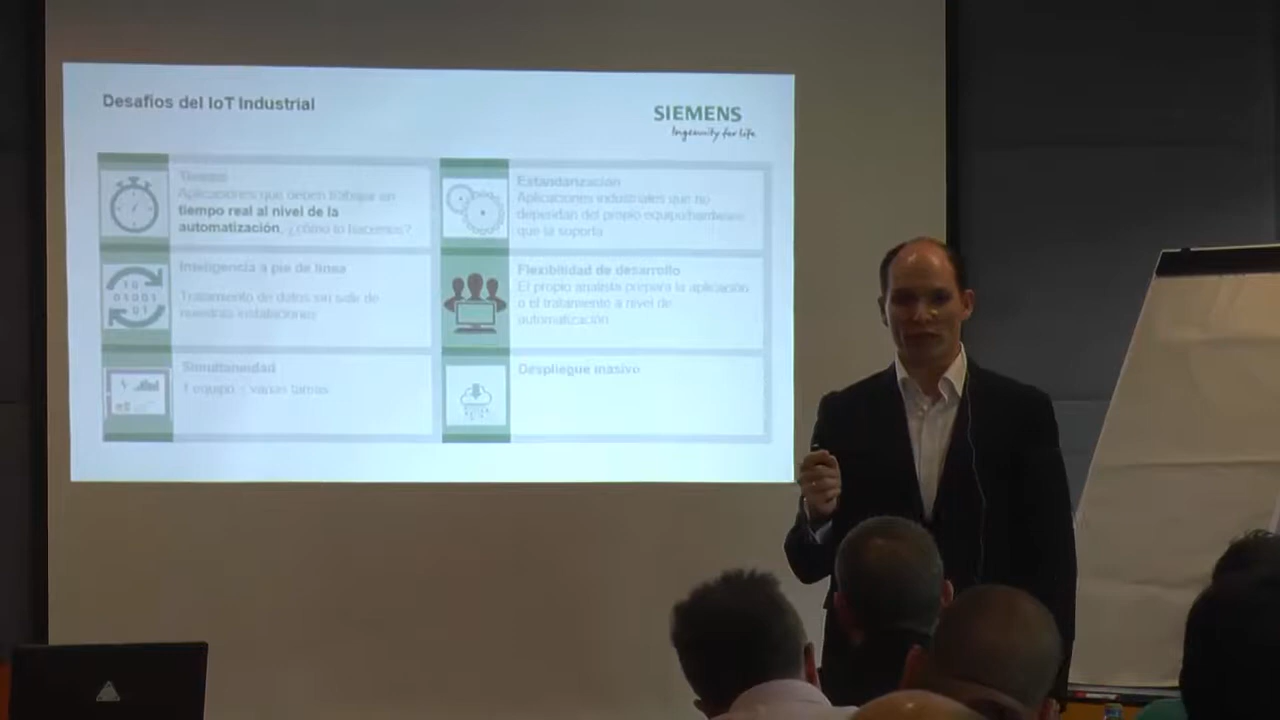 Desafíos del IoT Industrial
SIEMENS
Ingenuity for life
Tiempo
Aplicaciones que deben trabajar en
tiempo real al nivel de la
automatización, ¿cómo lo hacemos?
Inteligencia a pie de línea
Tratamiento de datos sin salir de
nuestras instalaciones
Simultaneidad
1 equipo - varias tareas
Estandarización
Aplicaciones industriales que no
dependan del propio equipo/hardware
que la soporta
Flexibilidad de desarrollo
El propio analista prepara la aplicación
o el tratamiento a nivel de
automatización
Despliegue masivo
10
01001
01